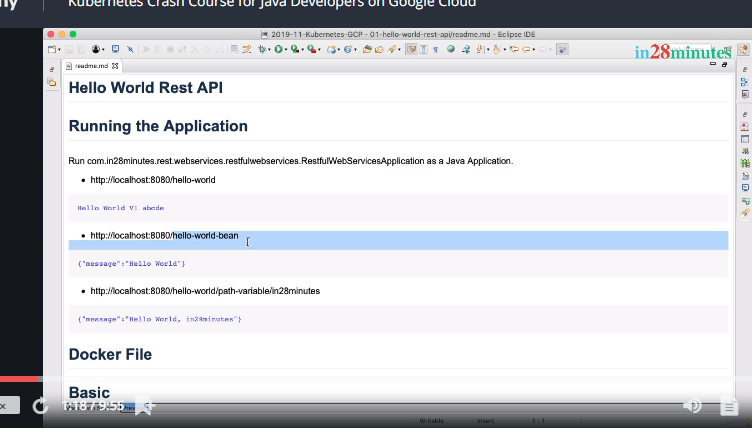 Kubernetes Crash Course for Java Developers on Google Cloud
2019-11-Kubernetes-GCP - 01-hello-world-rest-api/readme.md - Eclipse IDE
in28minutes
readme.md
Hello World Rest API
Running the Application
Run com.in28minutes.rest.webservices.restfulwebservices.RestfulWebServicesApplication as a Java Application.
http://localhost:8080/hello-world
Hello World V1 abcde
http://localhost:8080/hello-world-bean
{"message":"Hello World"}
http://localhost:8080/hello-world/path-variable/in28minutes
{"message":"Hello World, in28minutes"}
Docker File
Basic
1:18 / 9:55
Writable Insert 1 : 1